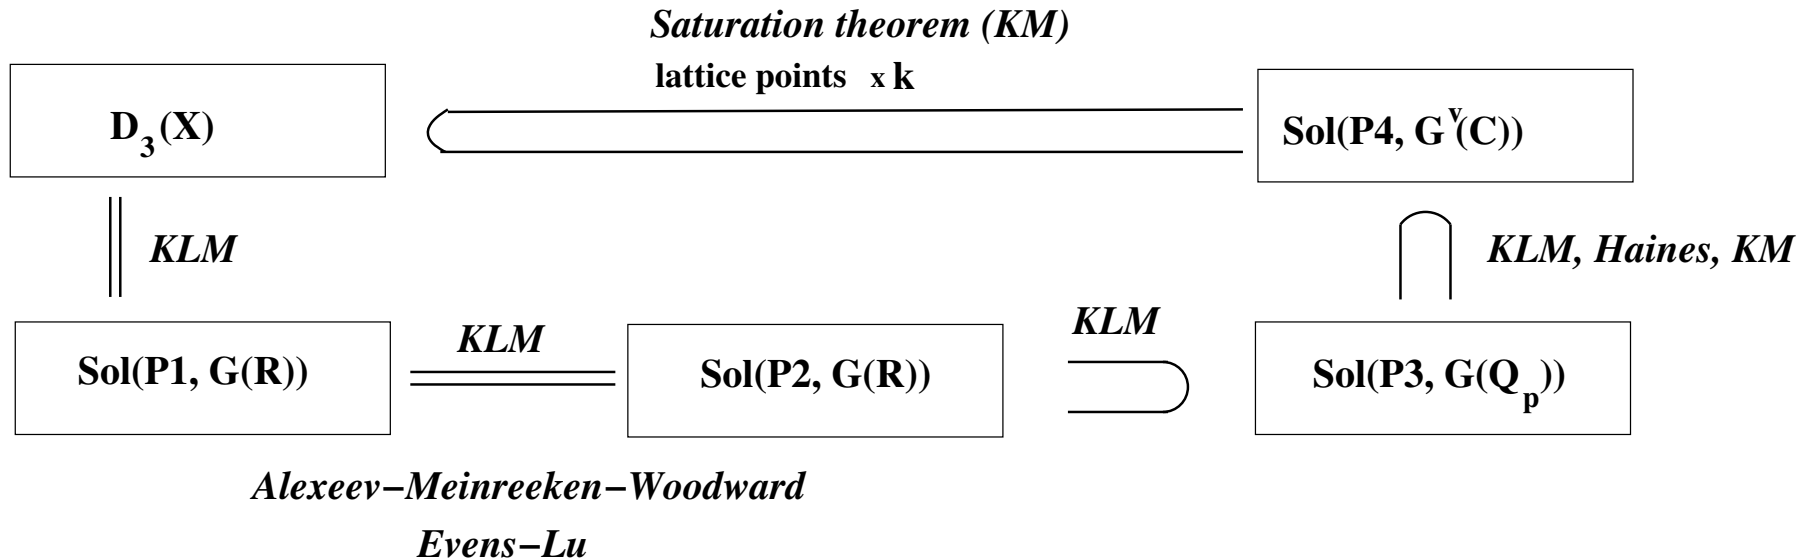 Saturation theorem (KM)
lattice points x k
D3(X)
Sol(P4, Gv(C))
KLM
KLM, Haines, KM
Sol(P1, G(R))
KLM
Sol(P2, G(R))
KLM
Sol(P3, G(Qp))
Alexeev−Meinreeken−Woodward
Evens−Lu